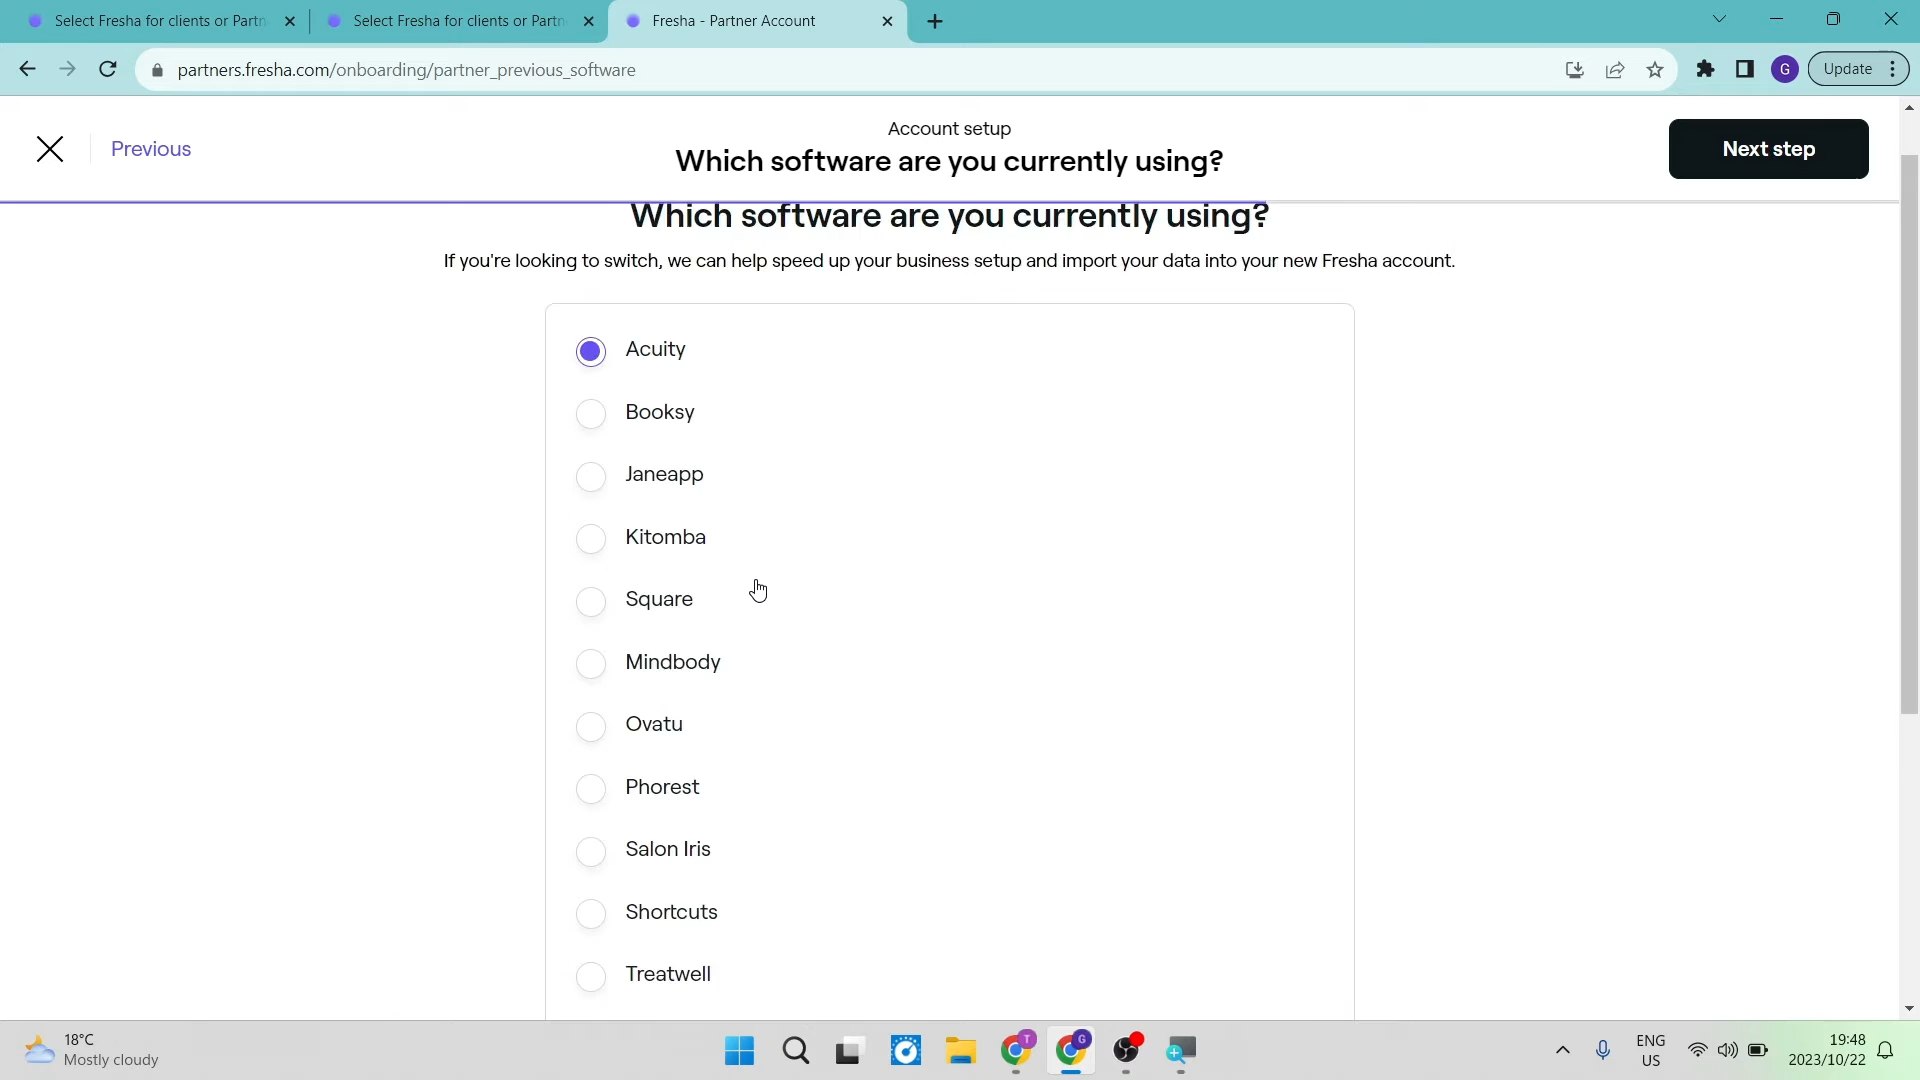 Select Fresha for clients or Partn
Select Fresha for clients or Partn
Fresha - Partner Account
partners.fresha.com/onboarding/partner_previous_software
G
Update
Previous
Account setup
Which software are you currently using?
Next step
Which software are you currently using?
If you're looking to switch, we can help speed up your business setup and import your data into your new Fresha account.
Acuity
Booksy
Janeapp
Kitomba
Square
Mindbody
Ovatu
Phorest
Salon Iris
Shortcuts
Treatwell
18°C
Mostly cloudy
T
G
ENG
US
19:48
2023/10/22